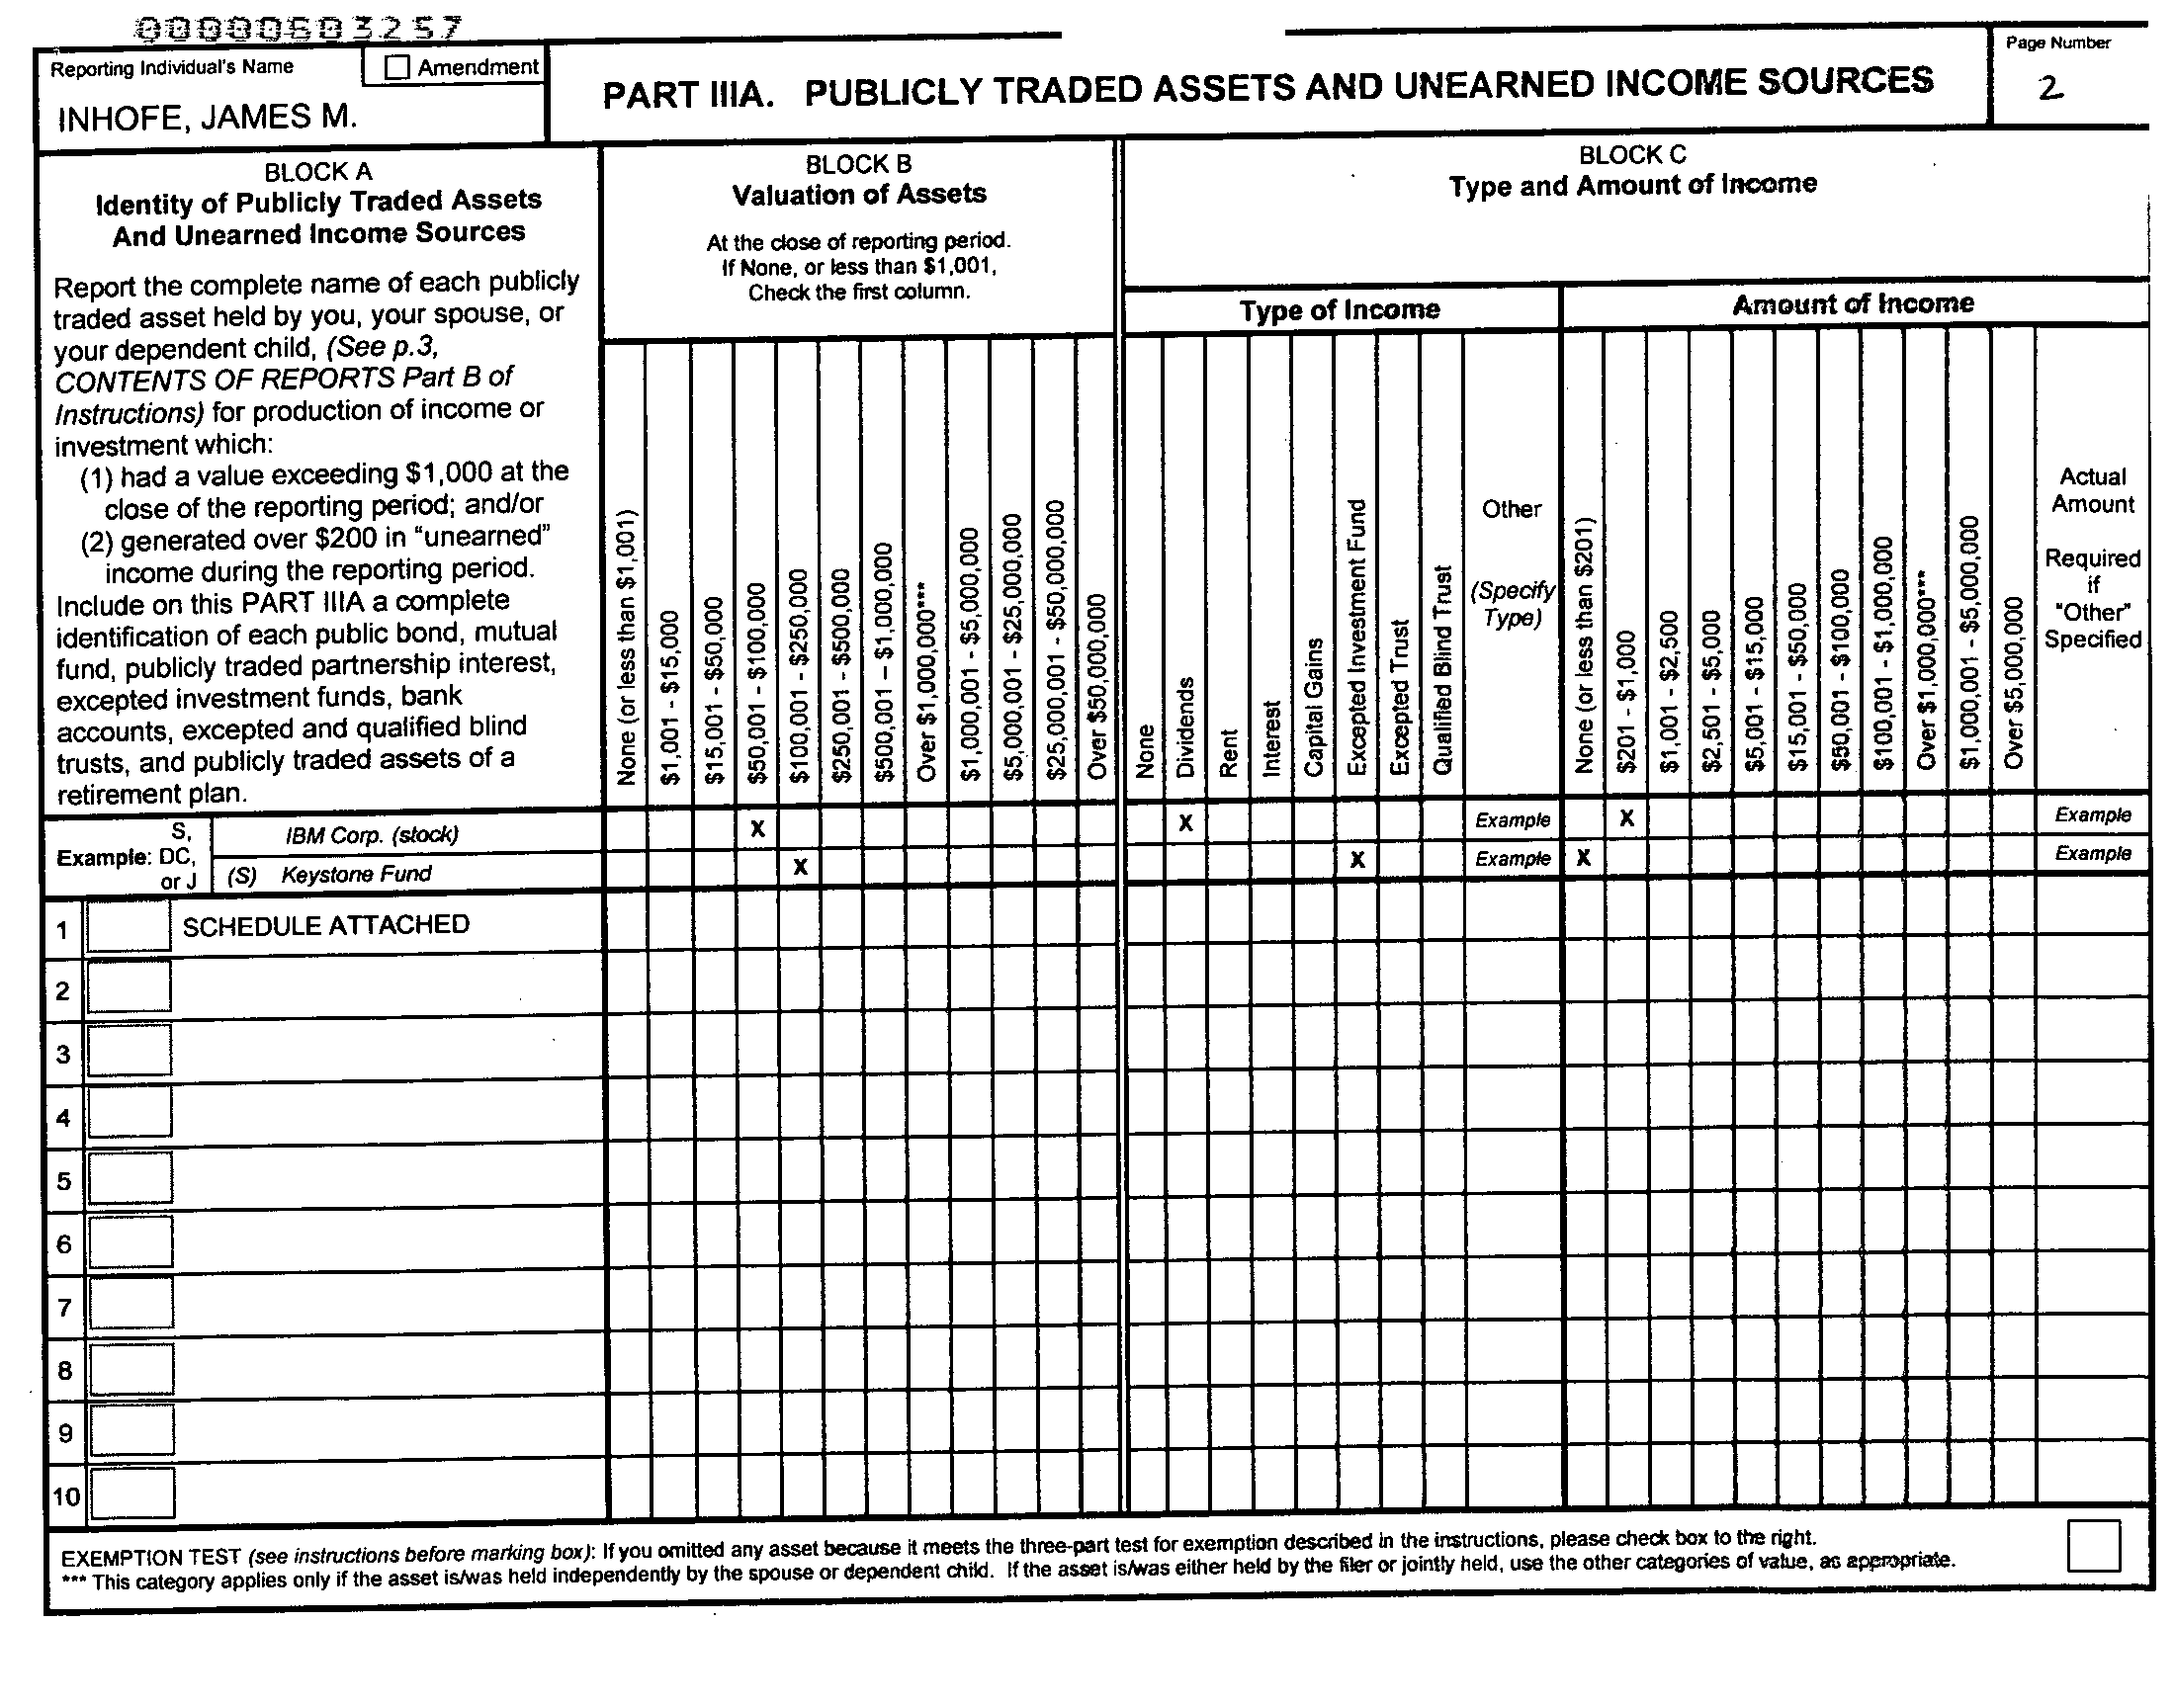 00000503257
Reporting Individual's Name
Amendment
INHOFE, JAMES M.
PART IIIA. PUBLICLY TRADED ASSETS AND UNEARNED INCOME SOURCES
Page Number
2
BLOCK A
Identity of Publicly Traded Assets
And Unearned Income Sources
Report the complete name of each publicly
traded asset held by you, your spouse, or
your dependent child, (See p.3,
CONTENTS OF REPORTS Part B of
Instructions) for production of income or
investment which:
(1) had a value exceeding $1,000 at the
close of the reporting period; and/or
(2) generated over $200 in "unearned"
income during the reporting period.
Include on this PART IIIA a complete
identification of each public bond, mutual
fund, publicly traded partnership interest,
excepted investment funds, bank
accounts, excepted and qualified blind
trusts, and publicly traded assets of a
retirement plan.
BLOCK B
Valuation of Assets
At the close of reporting period.
If None, or less than $1,001,
Check the first column.
None (or less than $1,001)
$1,001 - $15,000
$15,001 - $50,000
$50,001 - $100,000
$100,001 - $250,000
$250,001 - $500,000
$500,001 – $1,000,000
Over $1,000,000***
$1,000,001 - $5,000,000
$5,000,001 - $25,000,000
$25,000,001 - $50,000,000
Over $50,000,000
BLOCK C
Type and Amount of Income
Type of Income
None
Dividends
Rent
Interest
Capital Gains
Excepted Investment Fund
Excepted Trust
Qualified Blind Trust
Other
(Specify
Type)
Amount of Income
None (or less than $201)
$201 - $1,000
$1,001 - $2,500
$2,501 - $5,000
$5,001 - $15,000
$15,001 - $50,000
$50,001 - $100,000
$100,001 - $1,000,000
Over $1,000,000***
$1,000,001 - $5,000,000
Over $5,000,000
Actual
Amount
Required
if
"Other"
Specified
Example:
S,
DC,
or J
IBM Corp. (stock) X X Example X Example
(S) Keystone Fund X X Example X Example
1 SCHEDULE ATTACHED
2
3
4
5
6
7
8
9
10
EXEMPTION TEST (see instructions before marking box): If you omitted any asset because it meets the three-part test for exemption described in the instructions, please check box to the right.
*** This category applies only if the asset is/was held independently by the spouse or dependent child. If the asset is/was either held by the filer or jointly held, use the other categories of value, as appropriate.